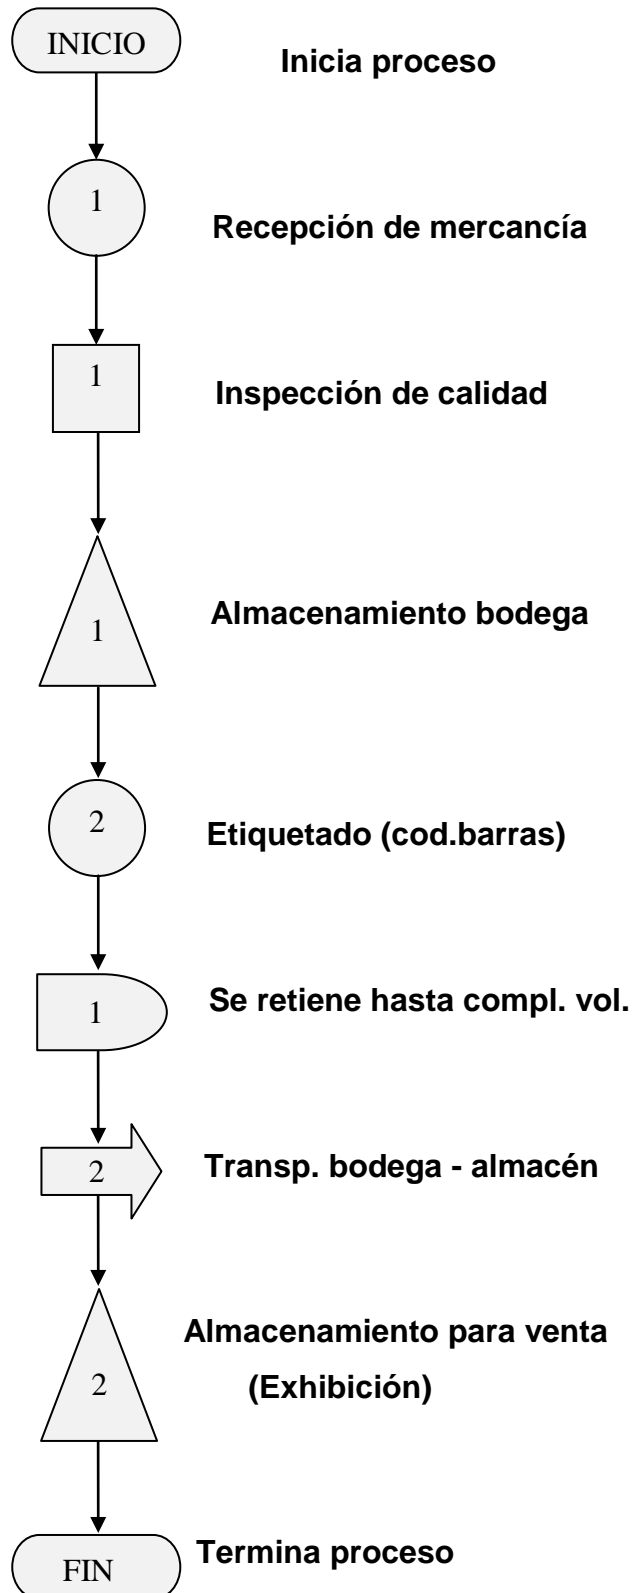 INICIO
Inicia proceso
1
Recepción de mercancía
1
Inspección de calidad
1
Almacenamiento bodega
2
Etiquetado (cod.barras)
1
Se retiene hasta compl. vol.
2
Transp. bodega - almacén
2
Almacenamiento para venta
(Exhibición)
FIN
Termina proceso